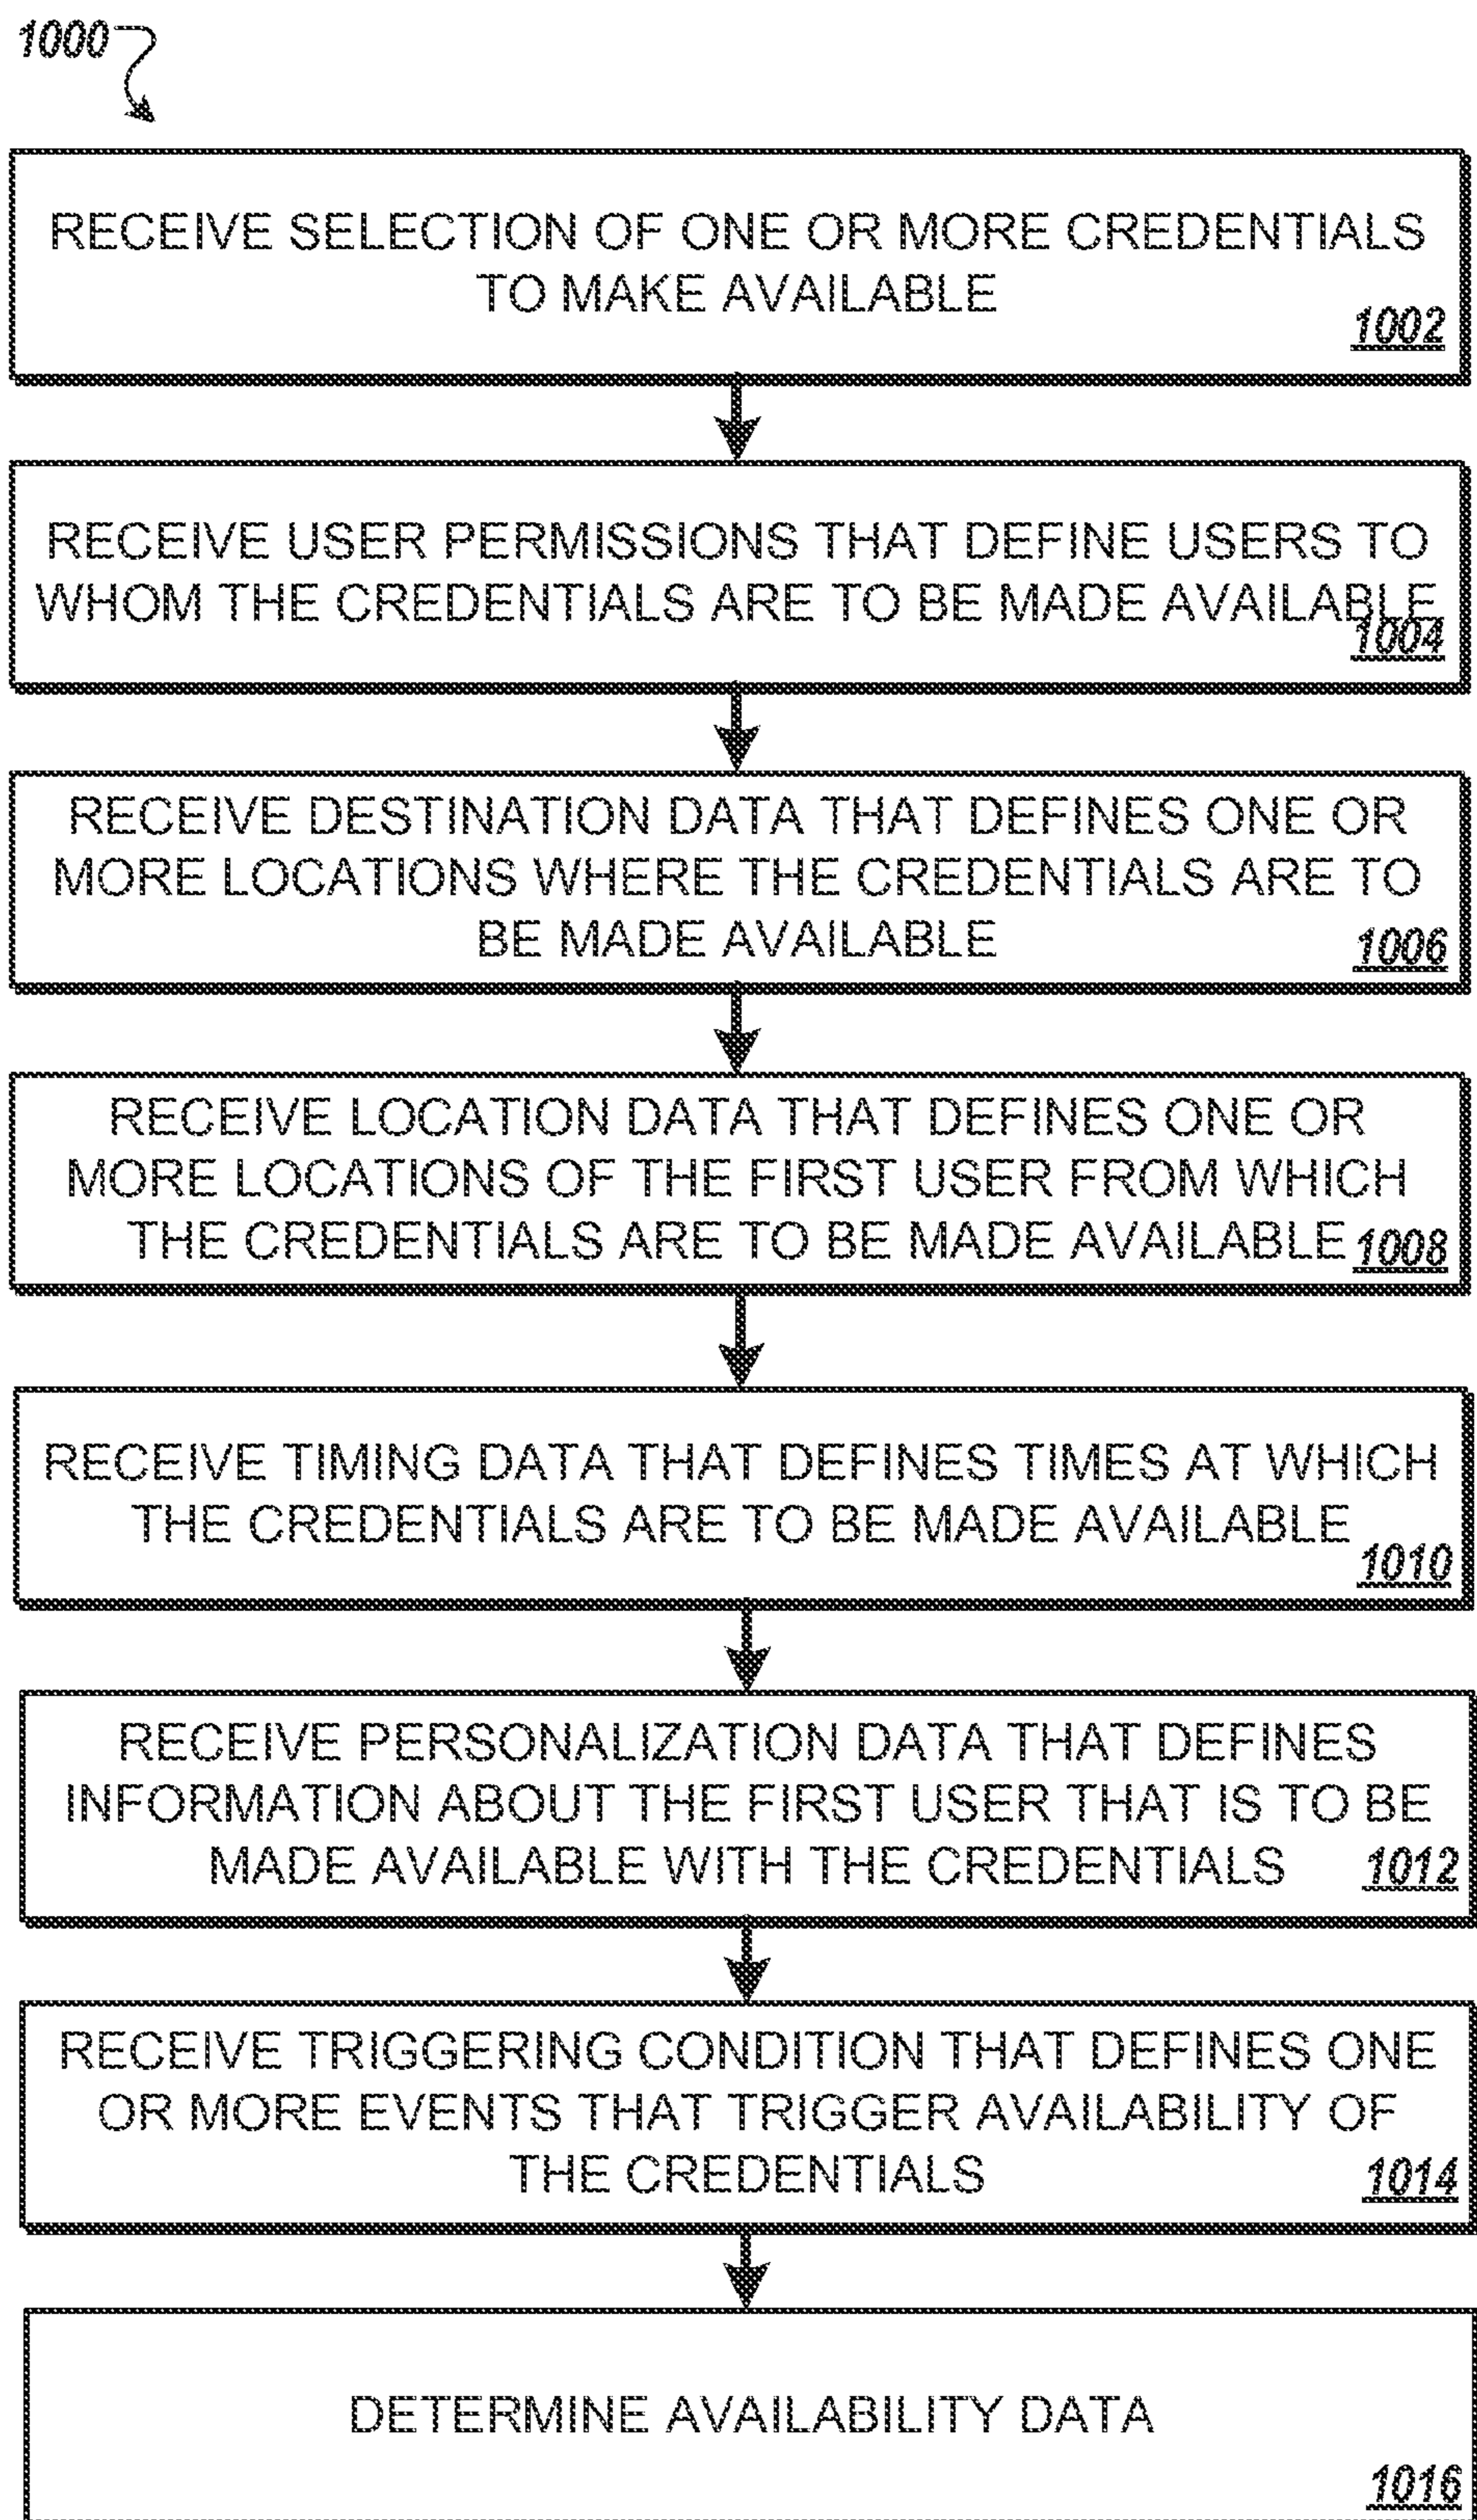 1000
RECEIVE SELECTION OF ONE OR MORE CREDENTIALS
TO MAKE AVAILABLE
1002
RECEIVE USER PERMISSIONS THAT DEFINE USERS TO
WHOM THE CREDENTIALS ARE TO BE MADE AVAILABLE
1004
RECEIVE DESTINATION DATA THAT DEFINES ONE OR
MORE LOCATIONS WHERE THE CREDENTIALS ARE TO
BE MADE AVAILABLE
1006
RECEIVE LOCATION DATA THAT DEFINES ONE OR
MORE LOCATIONS OF THE FIRST USER FROM WHICH
THE CREDENTIALS ARE TO BE MADE AVAILABLE
1008
RECEIVE TIMING DATA THAT DEFINES TIMES AT WHICH
THE CREDENTIALS ARE TO BE MADE AVAILABLE
1010
RECEIVE PERSONALIZATION DATA THAT DEFINES
INFORMATION ABOUT THE FIRST USER THAT IS TO BE
MADE AVAILABLE WITH THE CREDENTIALS
1012
RECEIVE TRIGGERING CONDITION THAT DEFINES ONE
OR MORE EVENTS THAT TRIGGER AVAILABILITY OF
THE CREDENTIALS
1014
DETERMINE AVAILABILITY DATA
1016